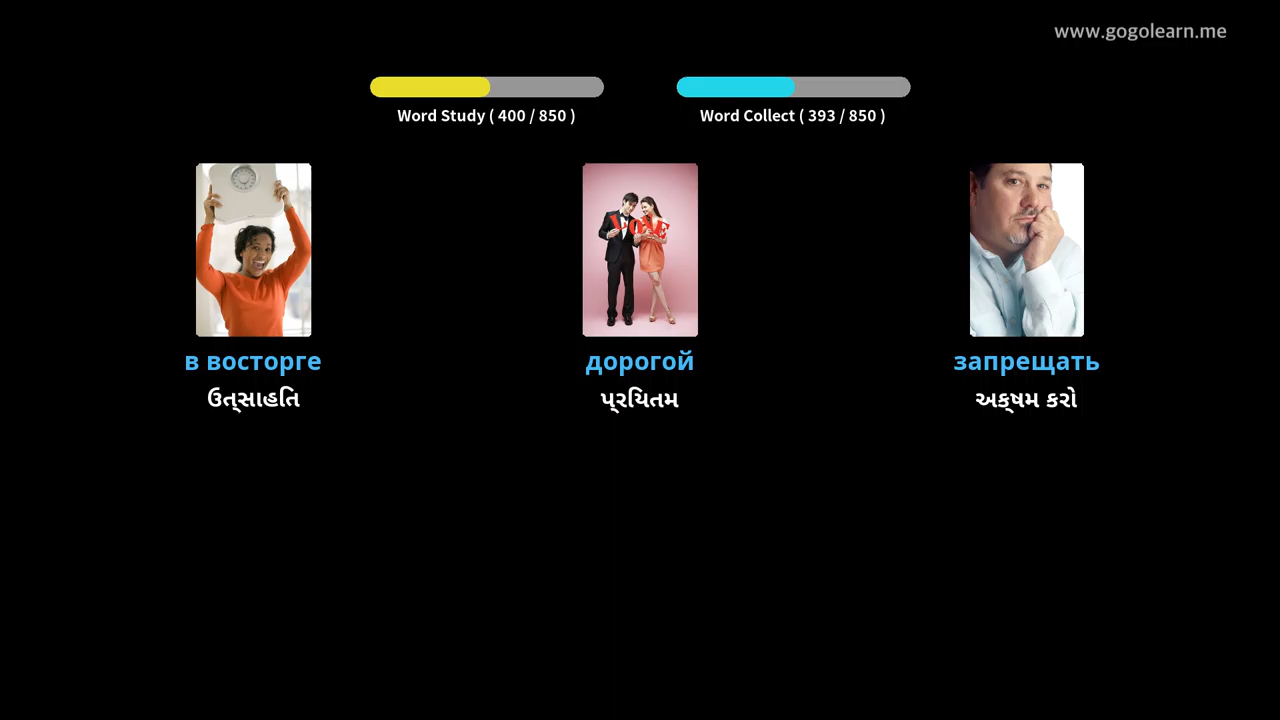 www.gogolearn.me
Word Study ( 400 / 850 )
Word Collect ( 393 / 850 )
LOVE
в восторге
дорогой
запрещать
ઉત્સાહિત
પ્રિયતમ
અક્ષમ કરો